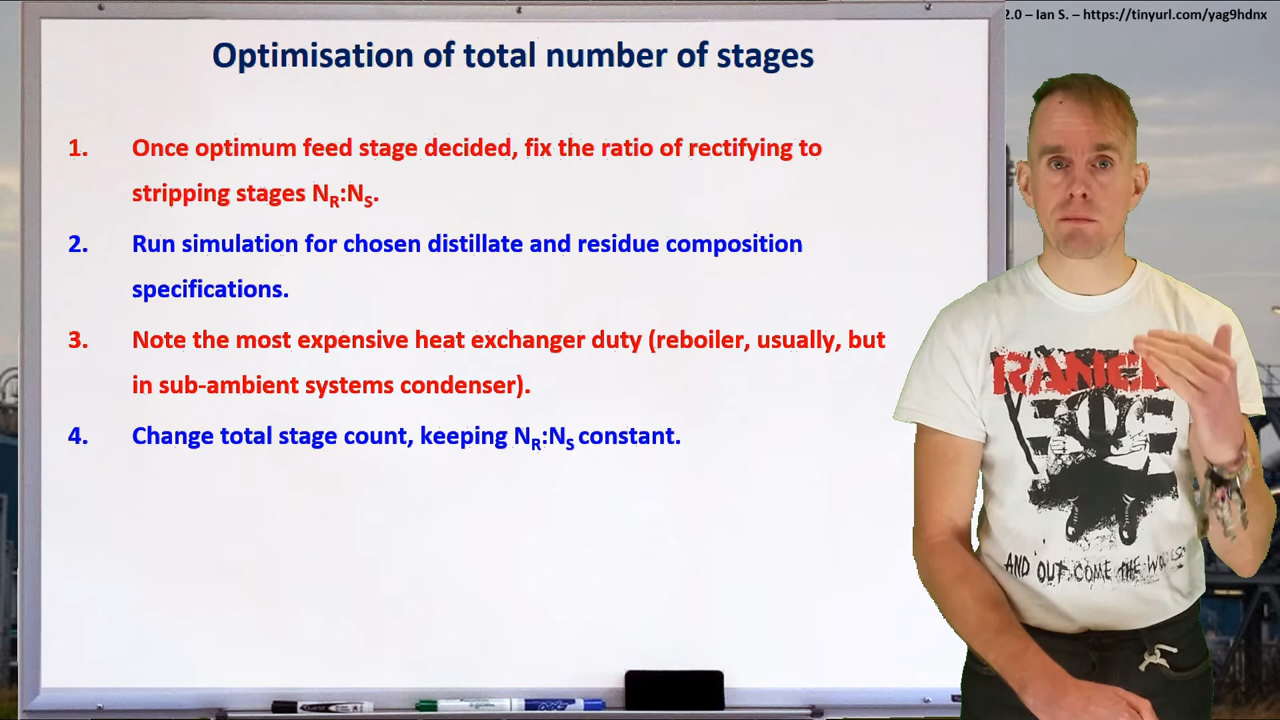 2.0 – Ian S. – https://tinyurl.com/yag9hdnx
Optimisation of total number of stages
1. Once optimum feed stage decided, fix the ratio of rectifying to
stripping stages NR:NS.
2. Run simulation for chosen distillate and residue composition
specifications.
3. Note the most expensive heat exchanger duty (reboiler, usually, but
in sub-ambient systems condenser).
4. Change total stage count, keeping NR:NS constant.
AND OUT COME THE